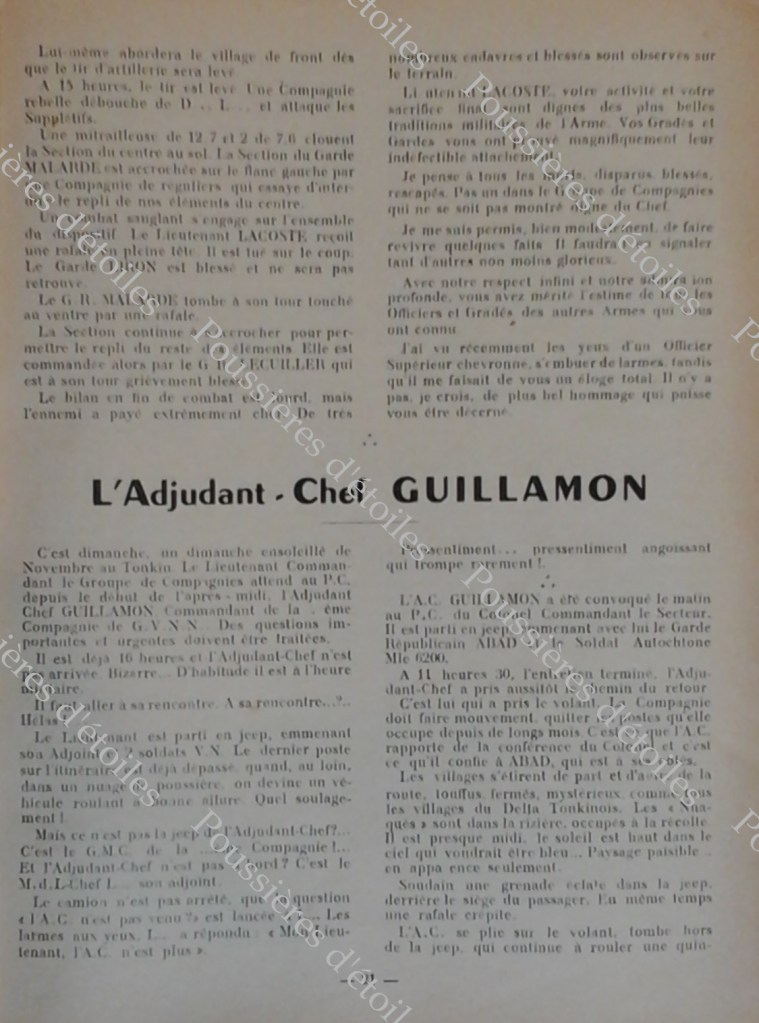 Lui-même abordera le village de front dès
que le tir d'artillerie sera levé
A 15 heures, le tir est levé Une Compagnie
rebelle débouche de D... L... et attaque les
Supplétifs.
Une mitrailleuse de 12,7 et 2 de 7,6 clouent
la Section du centre au sol. La Section du Garde
MALARDE est accrochée sur le flanc gauche par
Compagnie de réguliers qui essaye d'inter-
le repli de nos éléments du centre.
Un combat sanglant s'engage sur l'ensemble
du dispositif. Le Lieutenant LACOSTE reçoit
une rafale en pleine tête. Il est tué sur le coup.
Le Garde est blessé et ne sera pas
retrouvé.
Le G.R. MALARDE tombe à son tour touché
au ventre par une rafale.
La Section continue à accrocher pour per-
mettre le repli du reste des éléments Elle est
commandée alors par le G.R. LECUILLER qui
est à son tour grièvement blessé.
Le bilan en fin de combat est lourd, mais
l'ennemi a payé extrêmement cher. De très
nombreux cadavres et blessés sont observés sur
le terrain.
LACOSTE, votre activité et votre
sacrifice final sont dignes des plus belles
traditions militaires de l'Arme. Vos Gradés et
Gardes vous ont prouvé magnifiquement leur
indéfectible attachement.
Je pense à tous les morts, disparus, blessés,
rescapés. Pas un dans le Groupe de Compagnies
qui ne se soit pas montré digne du Chef.
Je me suis permis, bien modestement, de faire
revivre quelques faits. Il faudrait signaler
tant d'autres non moins glorieux.
Avec notre respect infini et notre admiration
profonde, vous avez mérité l'estime de tous les
Officiers et Gradés des autres Armes qui vous
ont connu.
J'ai vu récemment les yeux d'un Officier
Supérieur chevronné, s'embuer de larmes, tandis
qu'il me faisait de vous un éloge total. Il n'y a
pas, je crois, de plus bel hommage qui puisse
vous être décerné.
L'Adjudant-Chef GUILLAMON
C'est dimanche, un dimanche ensoleillé de
Novembre au Tonkin. Le Lieutenant Comman-
dant le Groupe de Compagnies attend au P.C.
depuis le début de l'après-midi, l'Adjudant
Chef GUILLAMON, Commandant de la . ème
Compagnie de G.V.N.N. Des questions im-
portantes et urgentes doivent être traitées.
Il est déjà 16 heures et l'Adjudant-Chef n'est
pas arrivé. Bizarre... D'habitude il est à l'heure
militaire.
Il faut aller à sa rencontre. A sa rencontre...?..
Hélas !
Le Lieutenant est parti en jeep, emmenant
son Adjoint et 2 soldats V.N. Le dernier poste
sur l'itinéraire est déjà dépassé, quand, au loin,
dans un nuage de poussière, on devine un vé-
hicule roulant à bonne allure. Quel soulage-
ment !
Mais ce n'est pas la jeep de l'Adjudant-Chef?...
C'est le G.M.C. de la ... Compagnie!...
Et l'Adjudant-Chef n'est pas à bord? C'est le
M.d.L-Chef L... son adjoint.
Le camion n'est pas arrêté, que la question
« l'A.C. n'est pas venu ?» est lancée ... Les
larmes aux yeux, L... a répondu : « Mon Lieu-
tenant, l'A.C. n'est plus ».
Pressentiment... pressentiment angoissant
qui trompe rarement !.
L'A.C. GUILLAMON a été convoqué le matin
au P.C. du Colonel Commandant le Secteur.
Il est parti en jeep, emmenant avec lui le Garde
Républicain ABAD et le Soldat Autochtone
Mle 6200.
A 11 heures 30, l'entretien terminé, l'Adju-
dant-Chef a pris aussitôt le chemin du retour
C'est lui qui a pris le volant. La Compagnie
doit faire mouvement, quitter les postes qu'elle
occupe depuis de longs mois. C'est ce que l'A.C.
rapporte de la conférence du Colonel et c'est
ce qu'il confie à ABAD, qui est à ses côtés.
Les villages s'étirent de part et d'autre de la
route, touffus, fermés, mystérieux, comme tous
les villages du Delta Tonkinois. Les « Nha-
qués » sont dans la rizière, occupés à la récolte.
Il est presque midi, le soleil est haut dans le
ciel qui voudrait être bleu... Paysage paisible...
en apparence seulement.
Soudain une grenade éclate dans la jeep,
derrière le siège du passager. En même temps
une rafale crépite.
L'A.C. se plie sur le volant, tombe hors
de la jeep, qui continue à rouler une quin-
— 21 —
Poussières d'étoiles